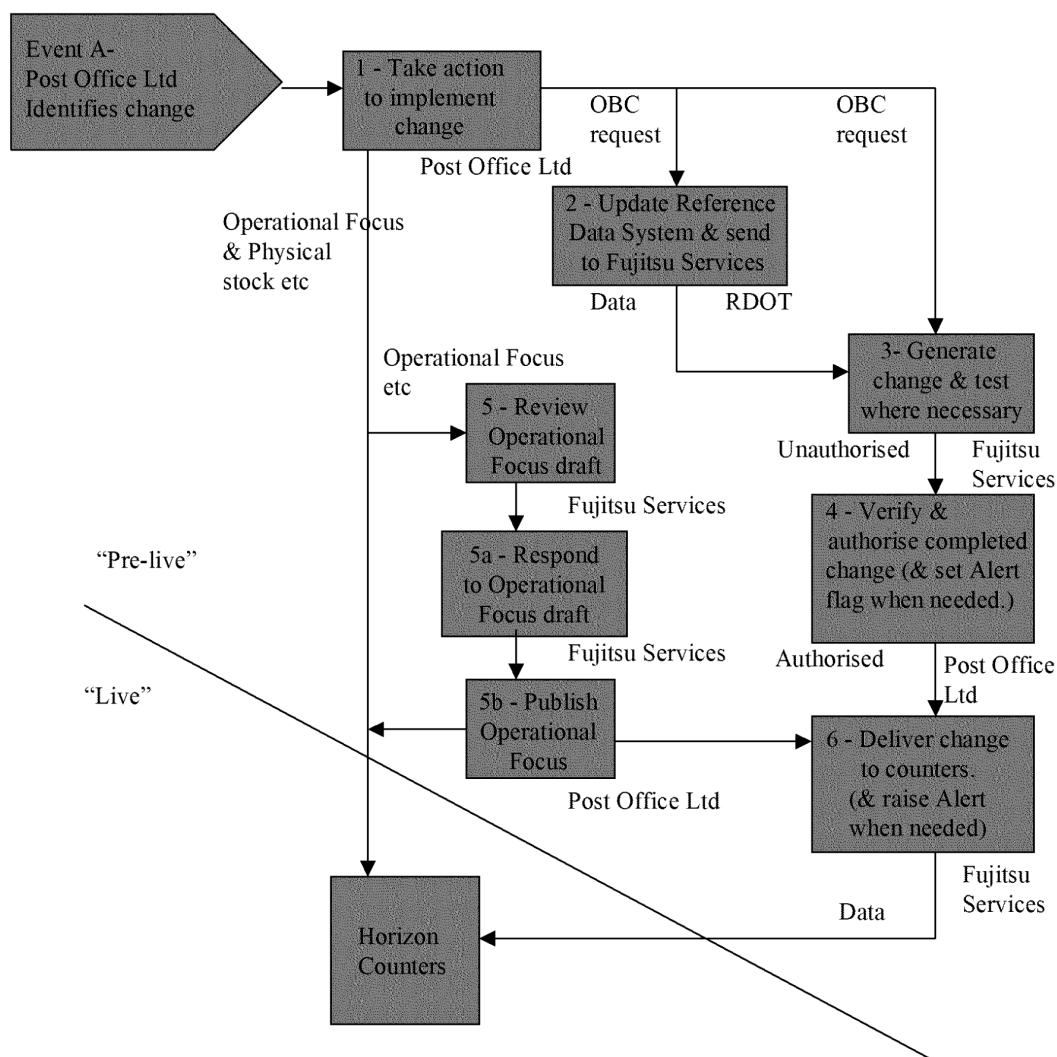 Event A-
Post Office Ltd
Identifies change
1 - Take action
to implement
change
Post Office Ltd
OBC
request
OBC
request
2 - Update Reference
Data System & send
to Fujitsu Services
Data
RDOT
Operational Focus
& Physical
stock etc
3- Generate
change & test
where necessary
Unauthorised
Fujitsu
Services
Operational Focus
etc
5 - Review
Operational
Focus draft
Fujitsu Services
4 - Verify &
authorise completed
change (& set Alert
flag when needed.)
Authorised
Post Office
Ltd
5a - Respond
to Operational
Focus draft
Fujitsu Services
“Pre-live”
“Live”
5b - Publish
Operational
Focus
Post Office Ltd
6 - Deliver change
to counters.
(& raise Alert
when needed)
Fujitsu
Services
Data
Horizon
Counters